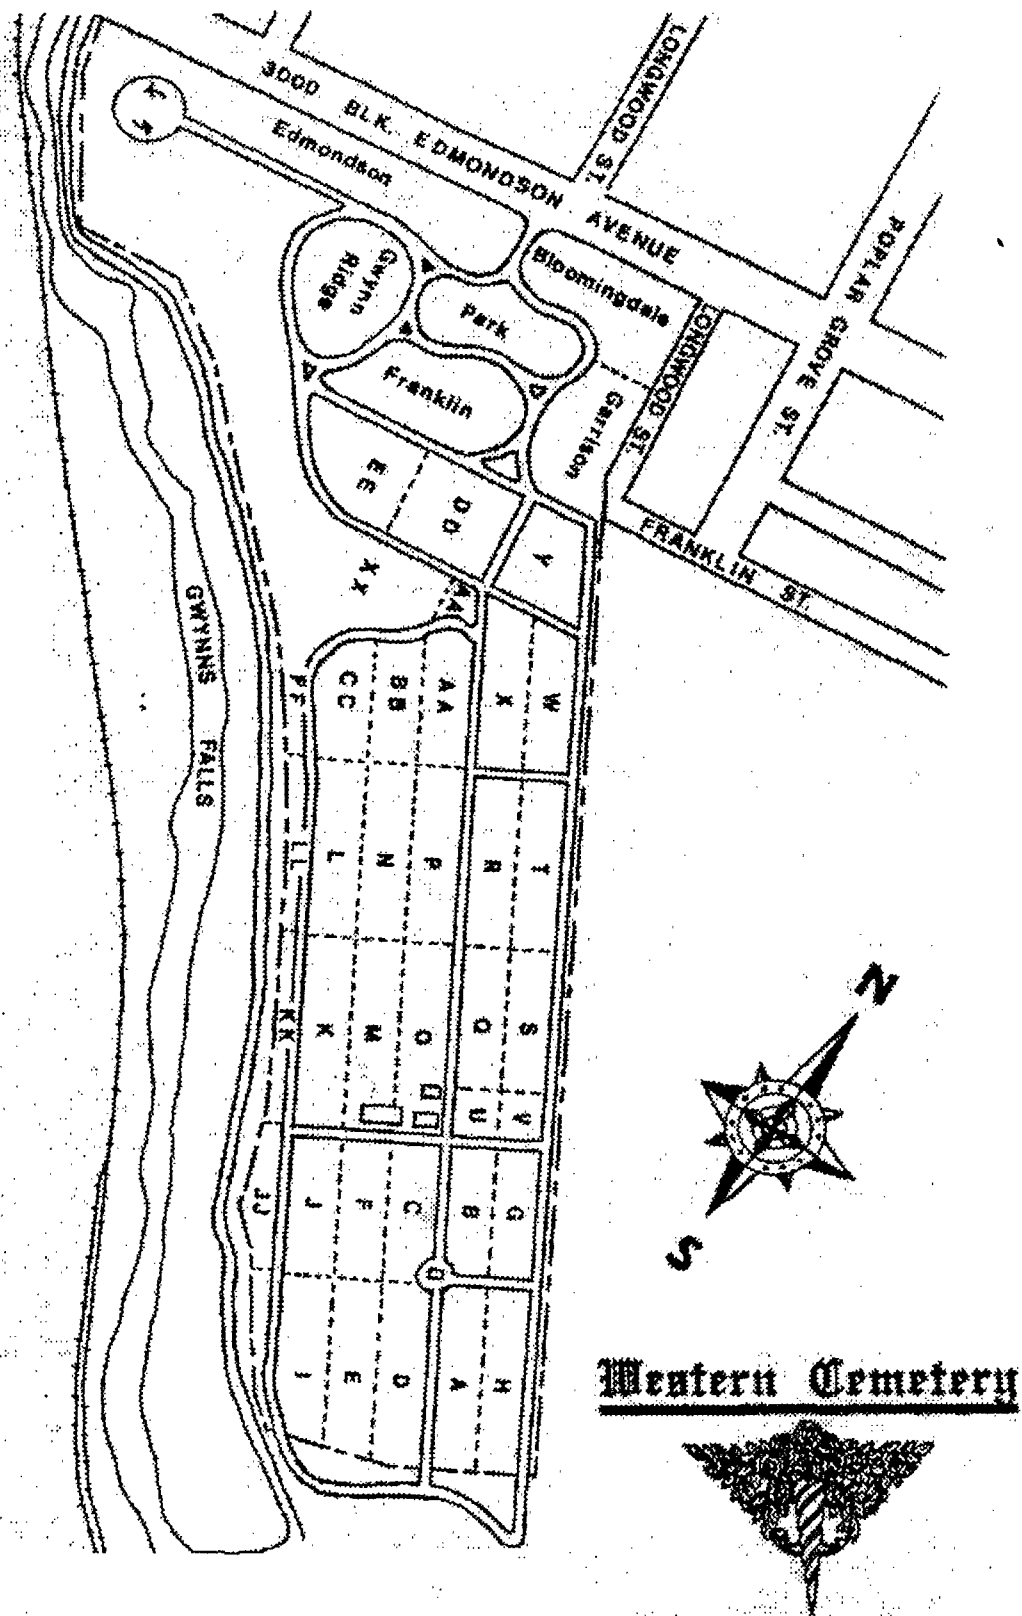 3000 BLK. EDMONDSON AVENUE
LONGWOOD ST.
POPLAR GROVE ST.
Edmondson
Bloomingdale
Gwynn
Ridge
Park
Franklin
Garrison
LONGWOOD ST.
FRANKLIN ST.
EE
DD
Y
XX
AAA
FF
CC
BB
AA
X
W
GWYNNS FALLS
LL
L
N
P
R
T
KK
K
M
O
Q
S
U
V
JJ
J
F
C
B
G
I
E
D
A
H
N
S
Western Cemetery